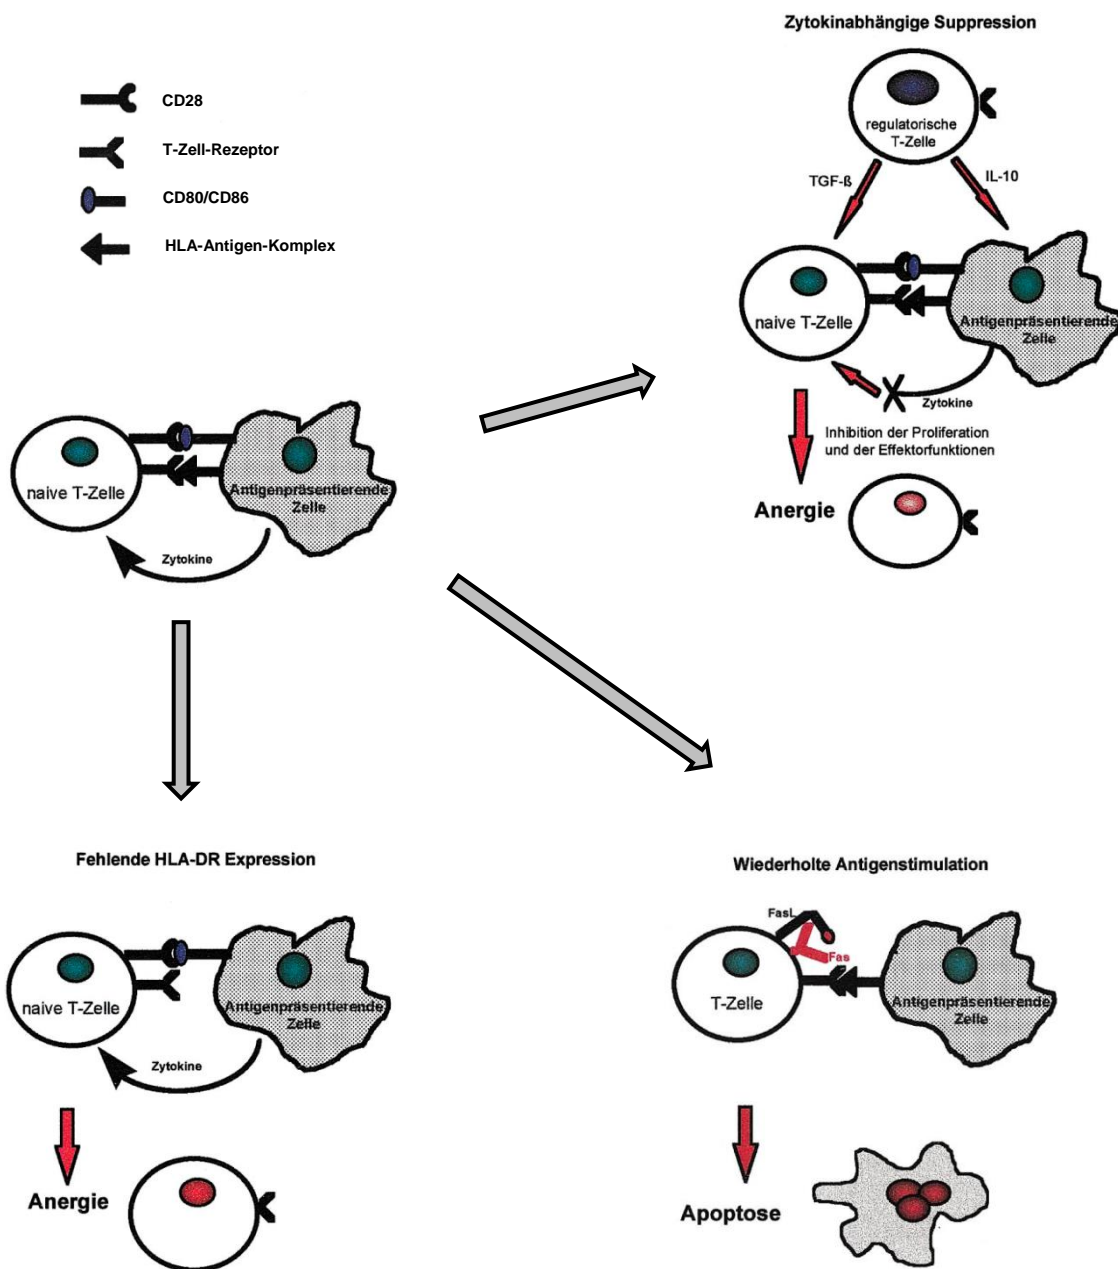 Zytokinabhängige Suppression
CD28
T-Zell-Rezeptor
CD80/CD86
HLA-Antigen-Komplex
regulatorische
T-Zelle
TGF-ß
IL-10
naive T-Zelle
Antigenpräsentierende
Zelle
Zytokine
Inhibition der Proliferation
und der Effektorfunktionen
Anergie
naive T-Zelle
Antigenpräsentierende
Zelle
Zytokine
Fehlende HLA-DR Expression
naive T-Zelle
Antigenpräsentierende
Zelle
Zytokine
Anergie
Wiederholte Antigenstimulation
FasL
Fas
T-Zelle
Antigenpräsentierende
Zelle
Apoptose